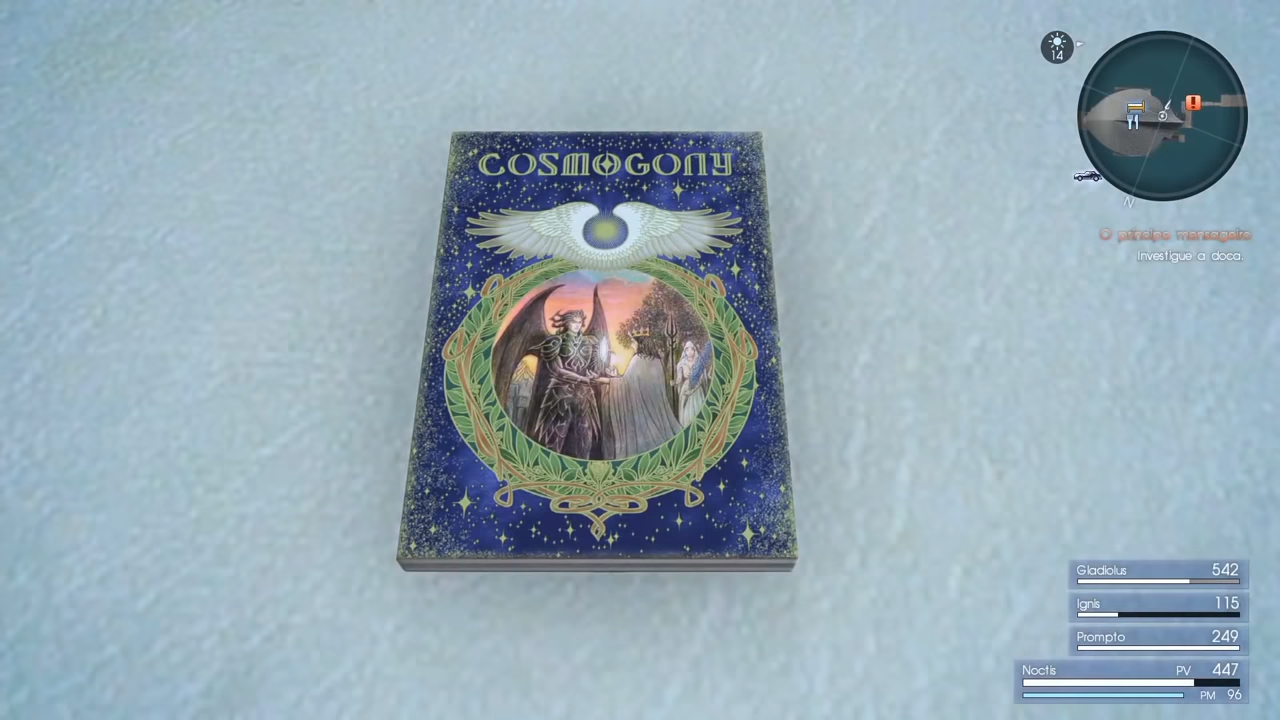 COSMOGONY
14
N
O príncipe mensageiro
Investigue a doca.
Gladiolus 542
Ignis 115
Prompto 249
Noctis PV 447
PM 96